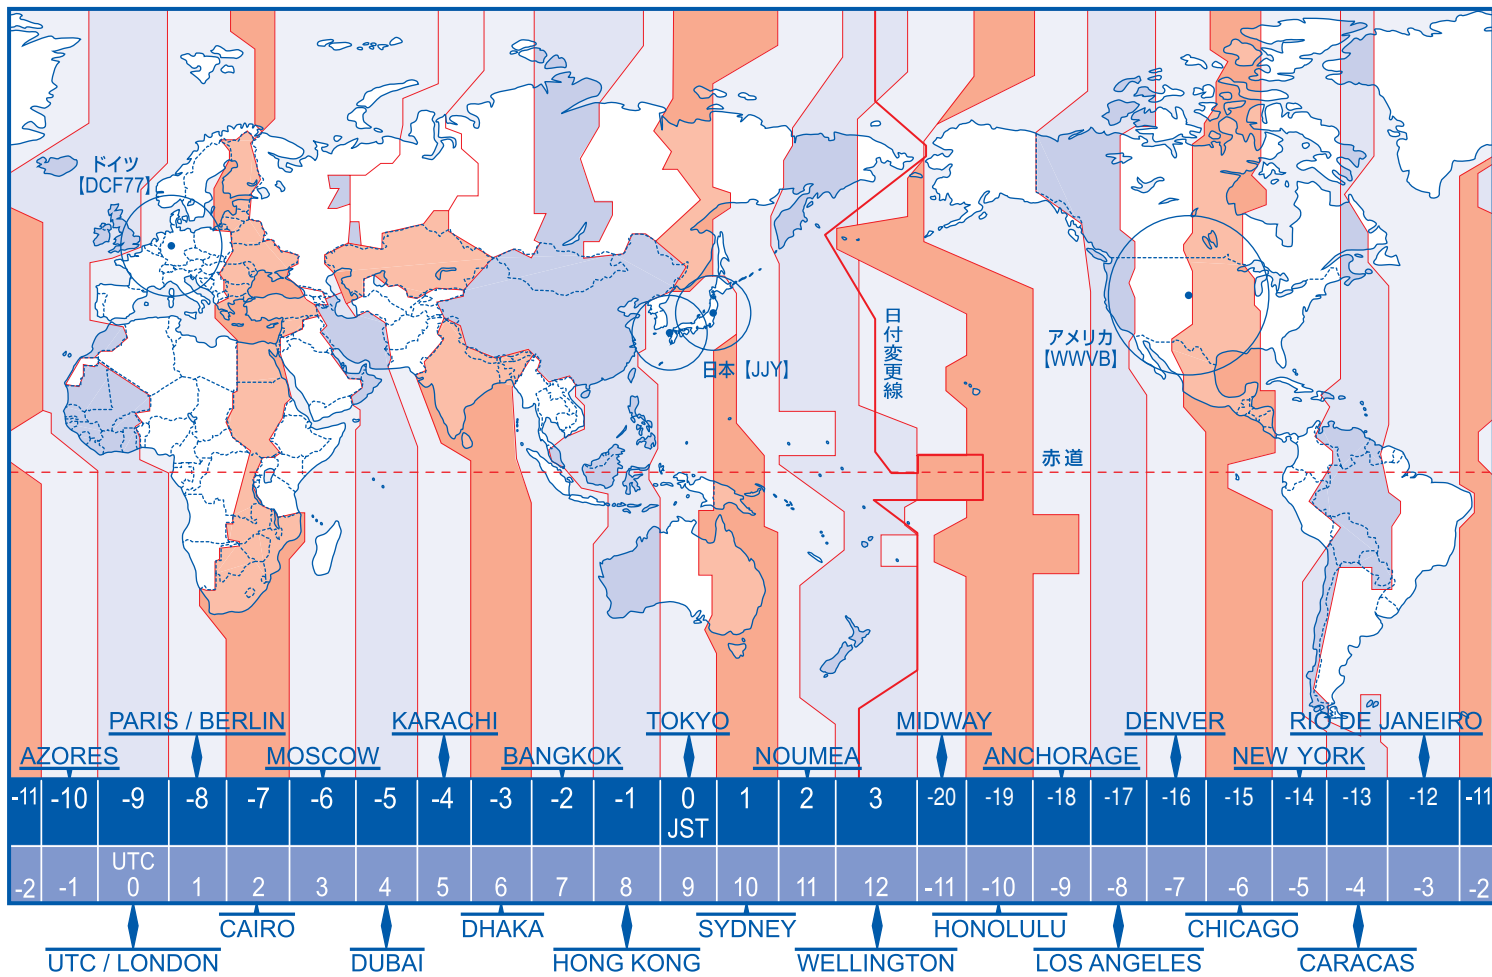 ドイツ
【DCF77】
日本【JJY】
日付変更線
アメリカ
【WWVB】
赤道
PARIS / BERLIN
KARACHI
TOKYO
MIDWAY
DENVER
RIO DE JANEIRO
AZORES
MOSCOW
BANGKOK
NOUMEA
ANCHORAGE
NEW YORK
-11 -10 -9 -8 -7 -6 -5 -4 -3 -2 -1 0 1 2 3 -20 -19 -18 -17 -16 -15 -14 -13 -12 -11
JST
UTC
-2 -1 0 1 2 3 4 5 6 7 8 9 10 11 12 -11 -10 -9 -8 -7 -6 -5 -4 -3 -2
CAIRO
DHAKA
SYDNEY
HONOLULU
CHICAGO
UTC / LONDON
DUBAI
HONG KONG
WELLINGTON
LOS ANGELES
CARACAS